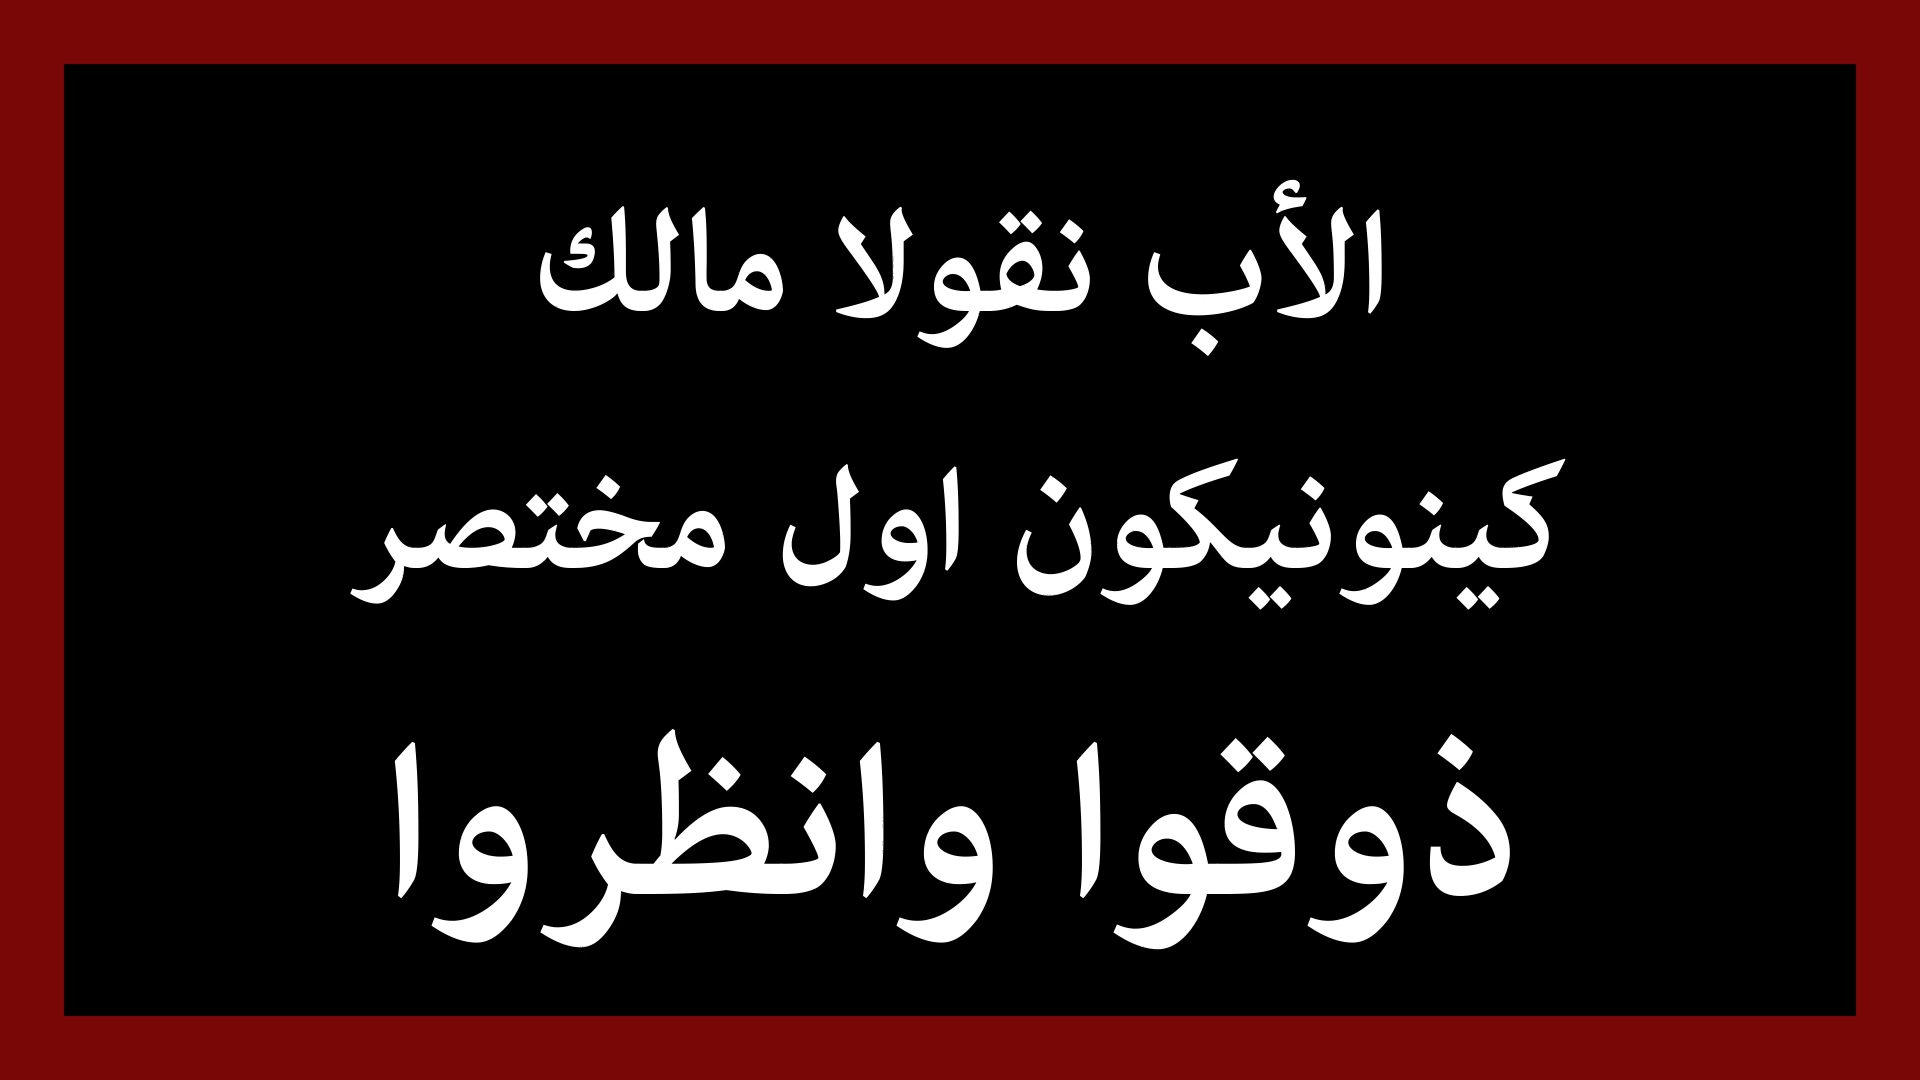 الأب نقولا مالك
كينونيكون اول مختصر
ذوقوا وانظروا